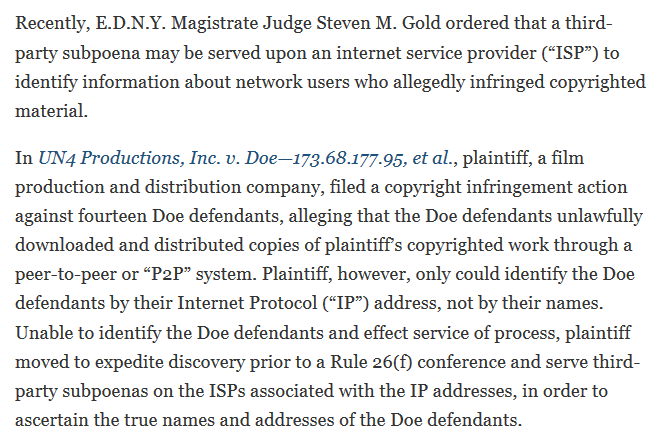 Recently, E.D.N.Y. Magistrate Judge Steven M. Gold ordered that a third-
party subpoena may be served upon an internet service provider (“ISP”) to
identify information about network users who allegedly infringed copyrighted
material.
In UN4 Productions, Inc. v. Doe—173.68.177.95, et al., plaintiff, a film
production and distribution company, filed a copyright infringement action
against fourteen Doe defendants, alleging that the Doe defendants unlawfully
downloaded and distributed copies of plaintiff’s copyrighted work through a
peer-to-peer or “P2P” system. Plaintiff, however, only could identify the Doe
defendants by their Internet Protocol (“IP”) address, not by their names.
Unable to identify the Doe defendants and effect service of process, plaintiff
moved to expedite discovery prior to a Rule 26(f) conference and serve third-
party subpoenas on the ISPs associated with the IP addresses, in order to
ascertain the true names and addresses of the Doe defendants.